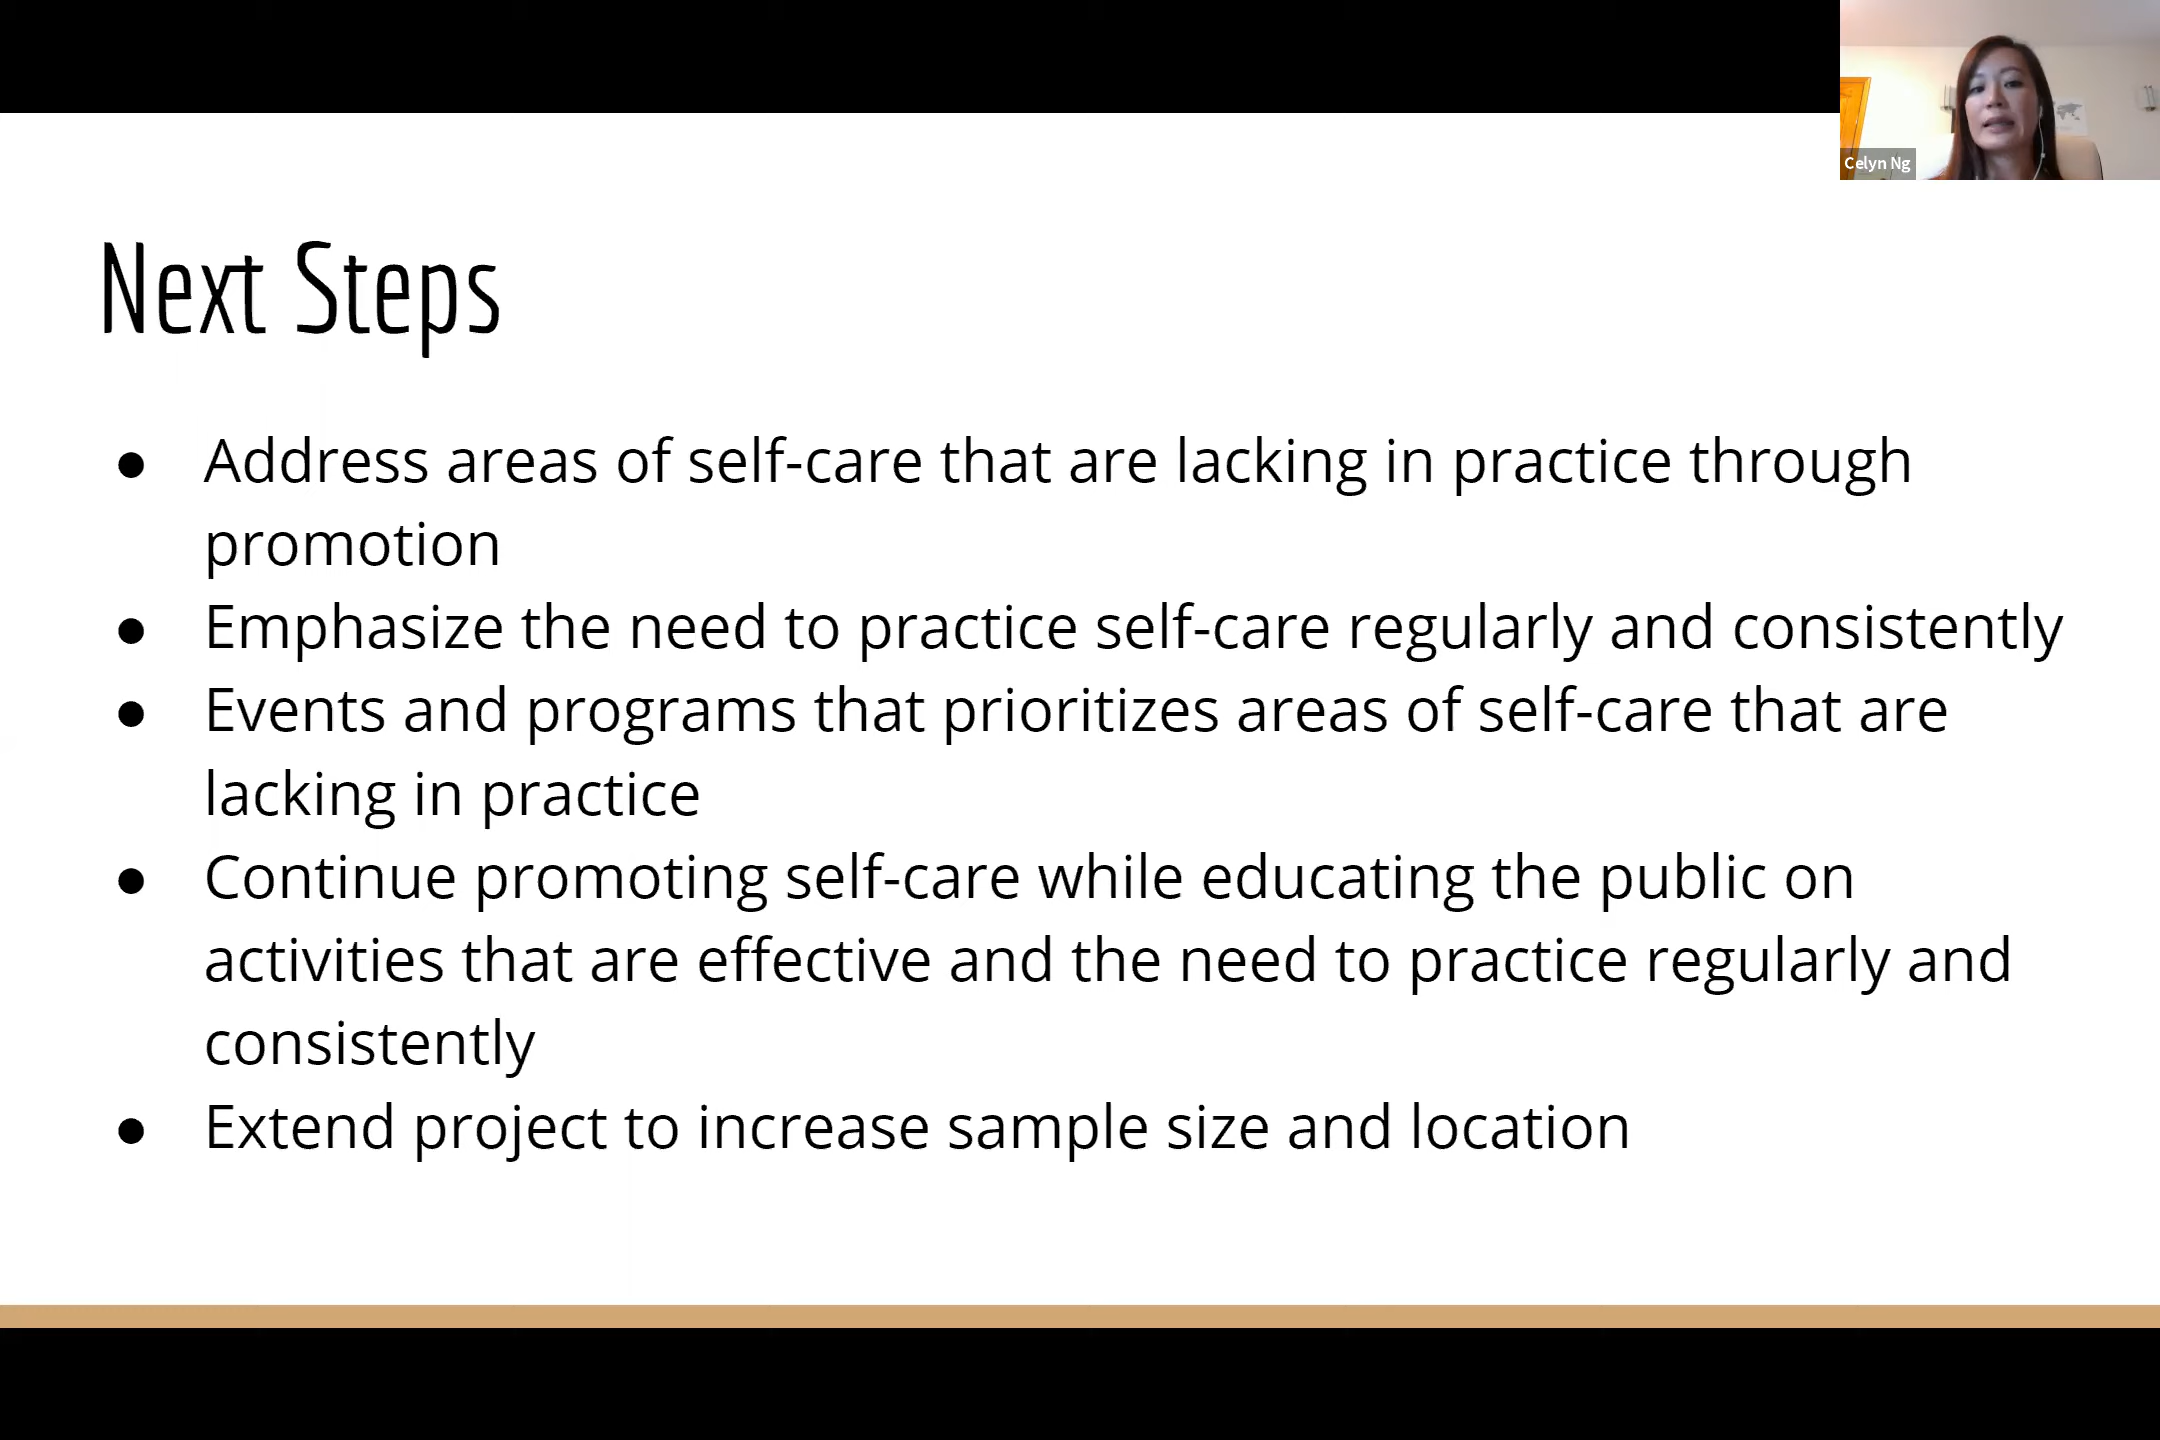 Celyn Ng
Next Steps
● Address areas of self-care that are lacking in practice through
promotion
● Emphasize the need to practice self-care regularly and consistently
● Events and programs that prioritizes areas of self-care that are
lacking in practice
● Continue promoting self-care while educating the public on
activities that are effective and the need to practice regularly and
consistently
● Extend project to increase sample size and location